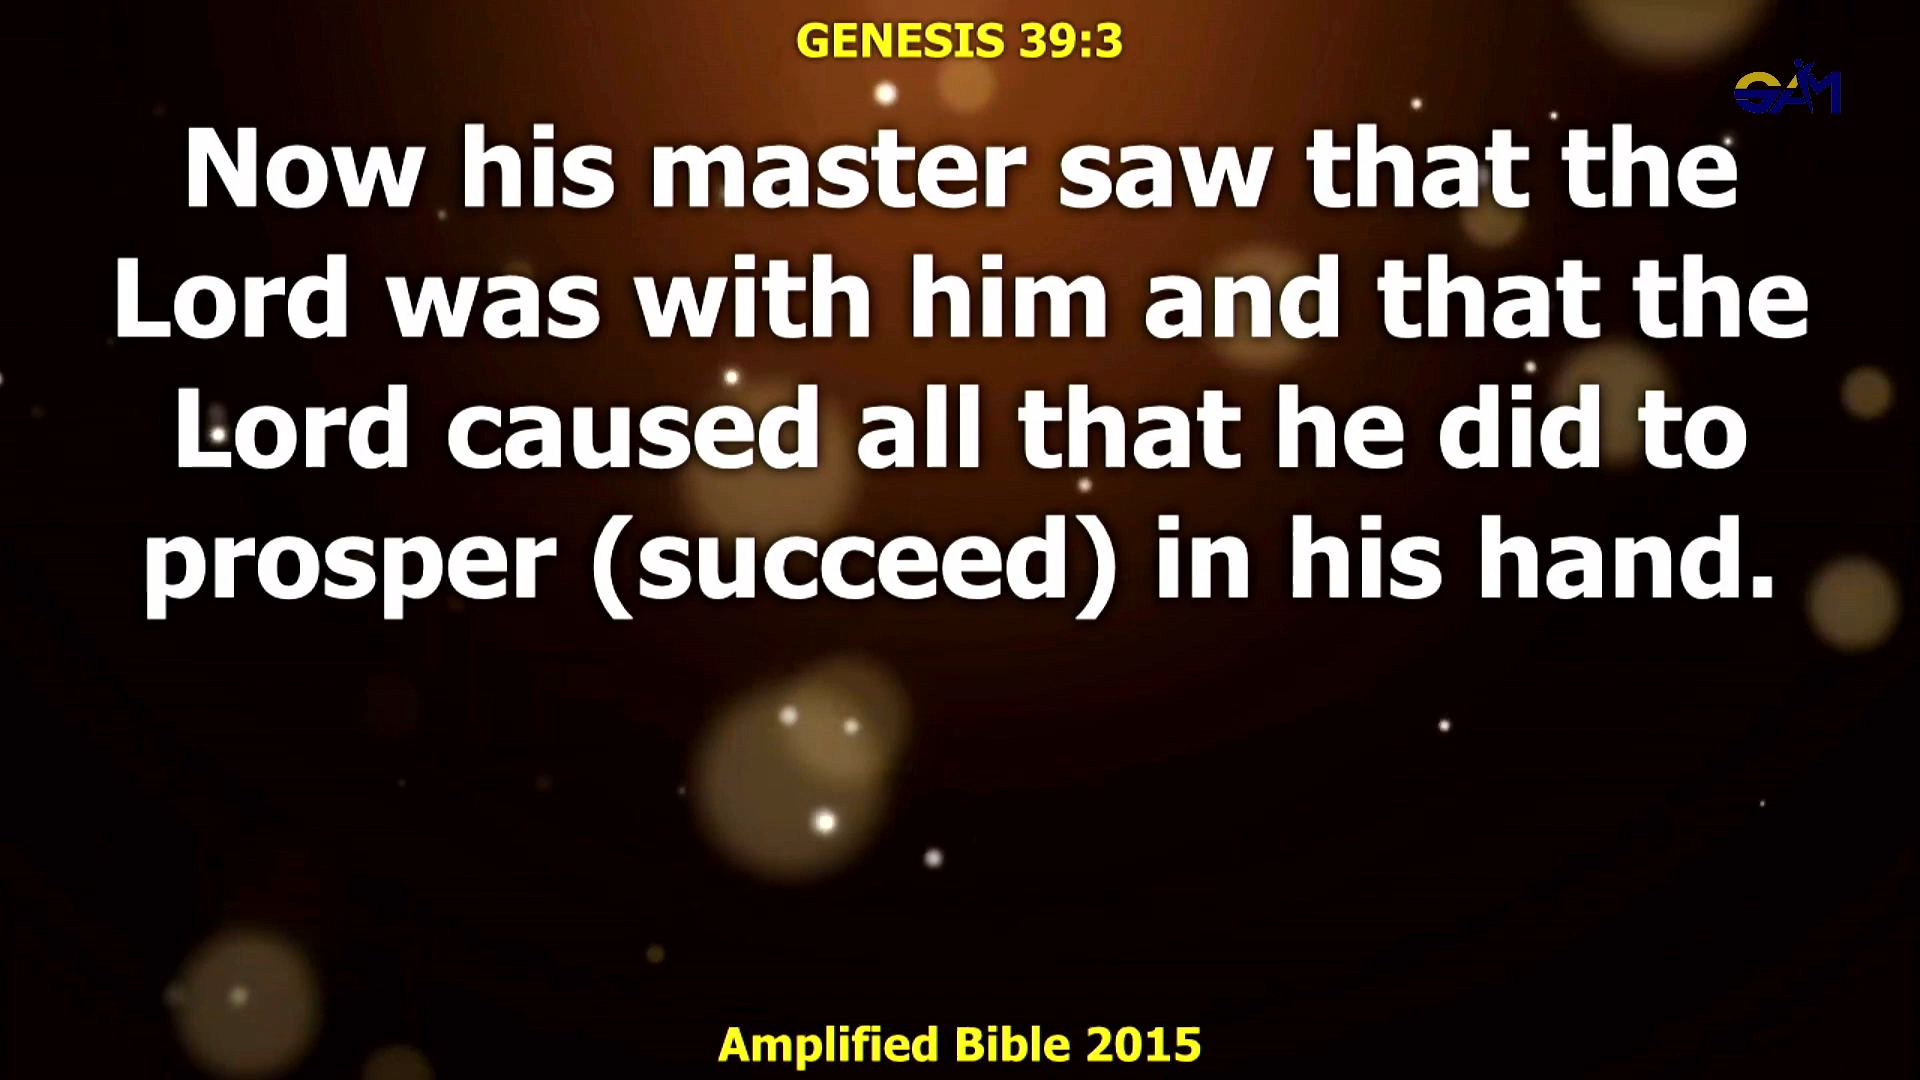 GENESIS 39:3
GAM
Now his master saw that the
Lord was with him and that the
Lord caused all that he did to
prosper (succeed) in his hand.
Amplified Bible 2015